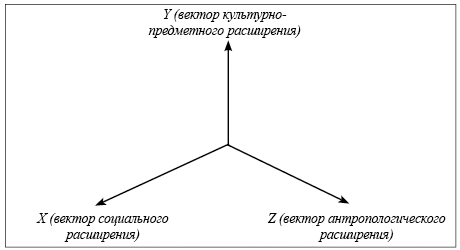 Y (вектор культурно-
предметного расширения)
X (вектор социального
расширения)
Z (вектор антропологического
расширения)